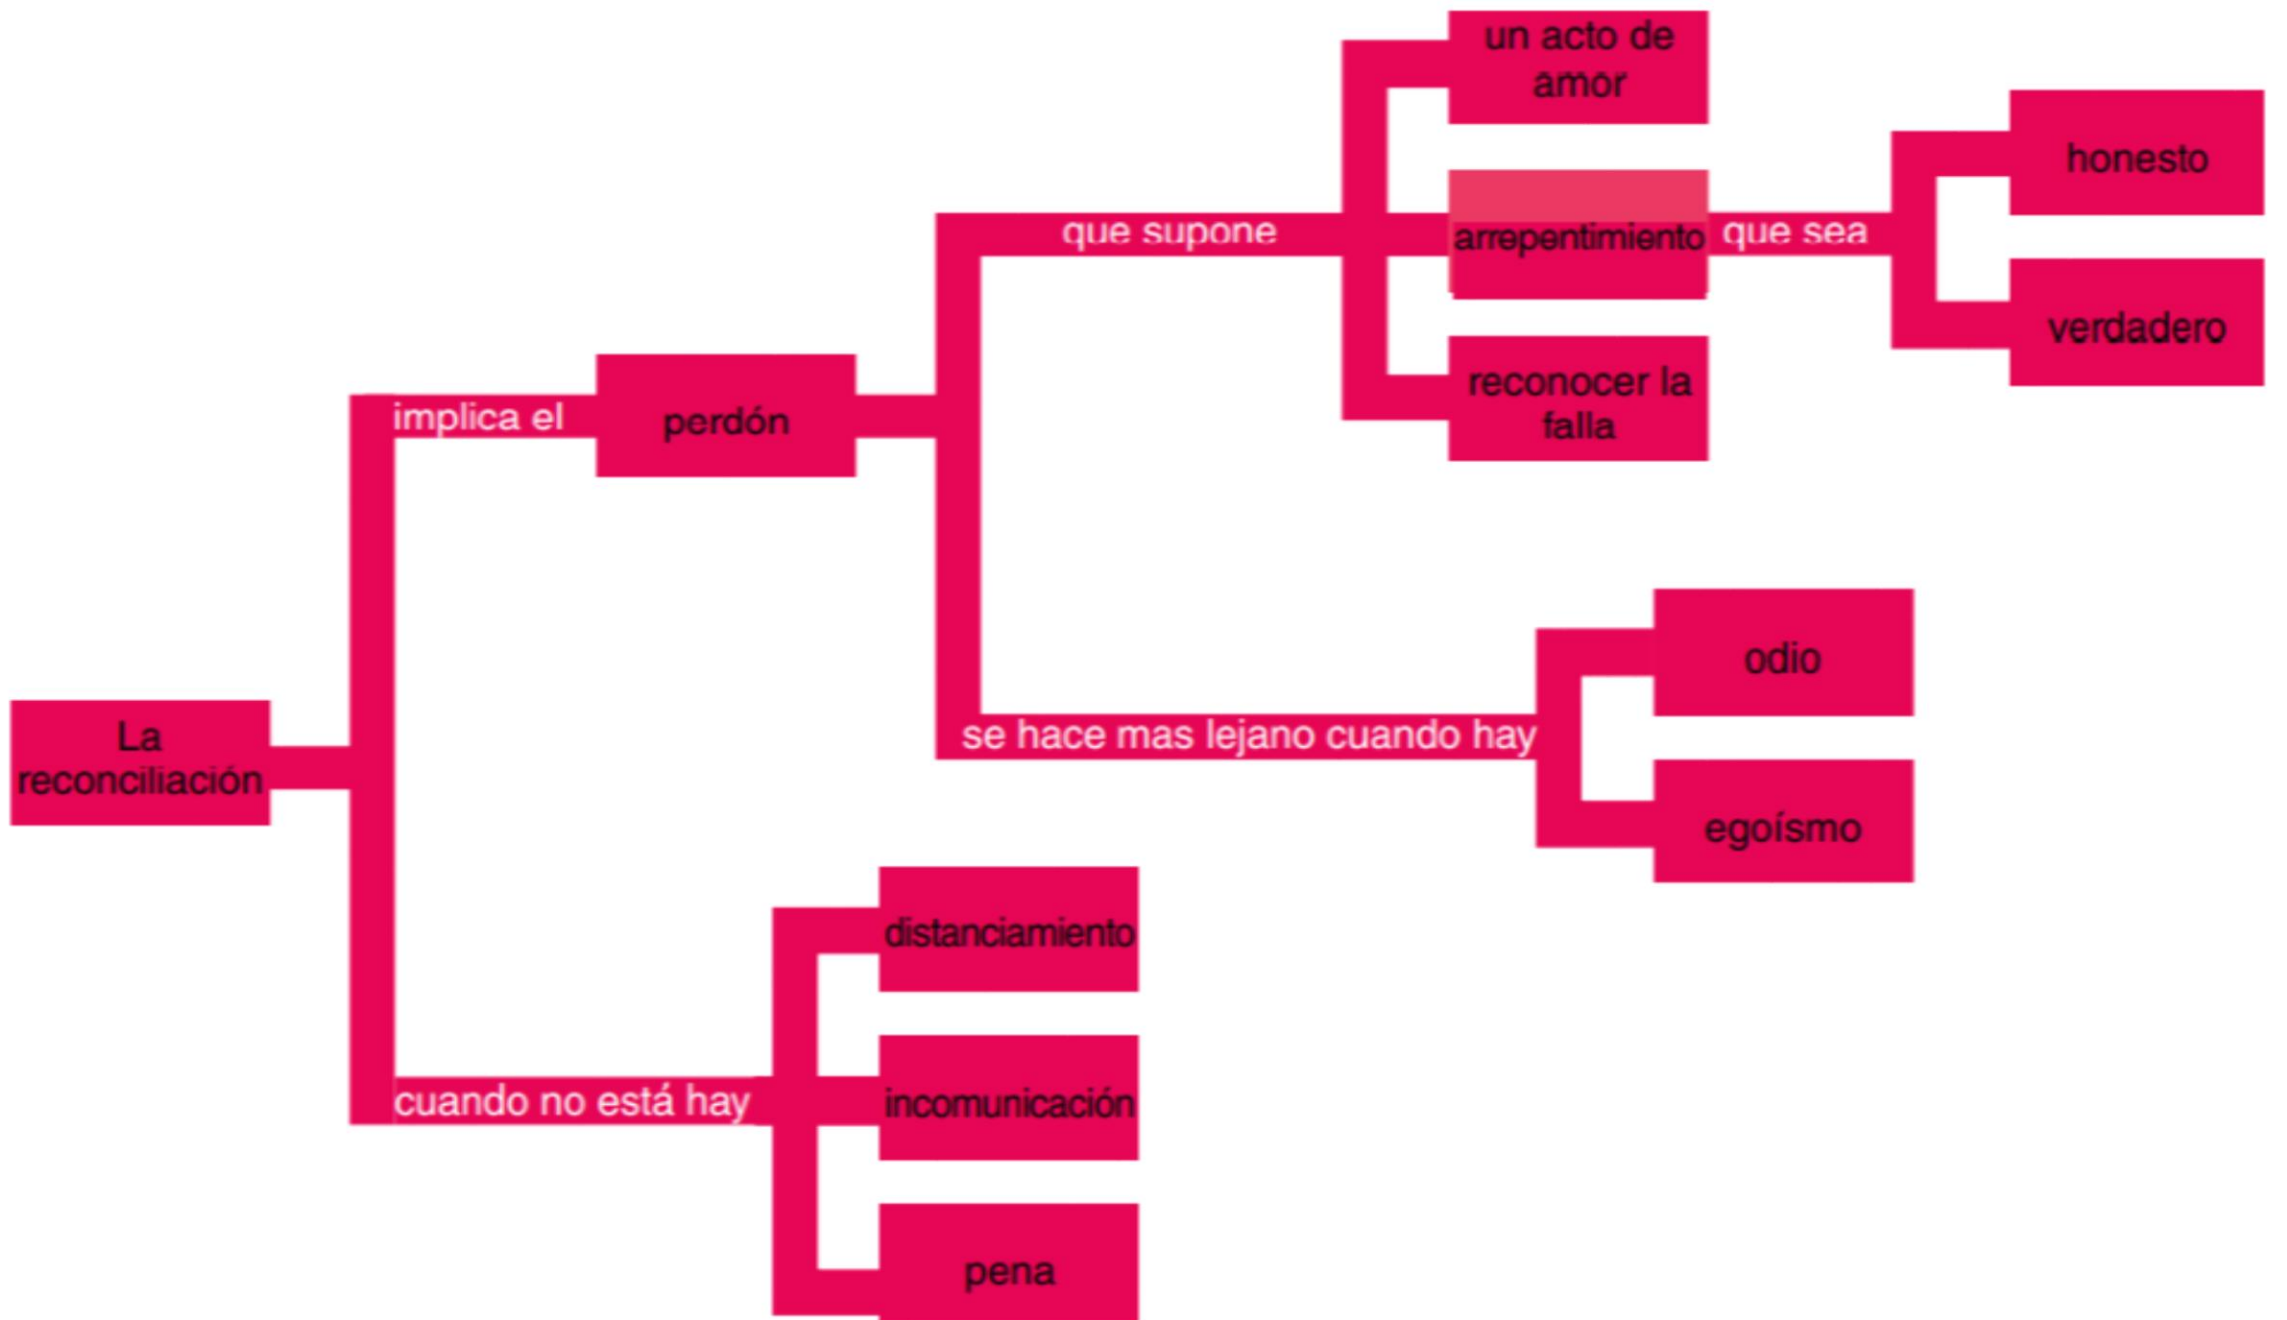 un acto de
amor
honesto
que supone
arrepentimiento
que sea
verdadero
reconocer la
falla
implica el
perdón
odio
La
reconciliación
se hace mas lejano cuando hay
egoísmo
distanciamiento
cuando no está hay
incomunicación
pena